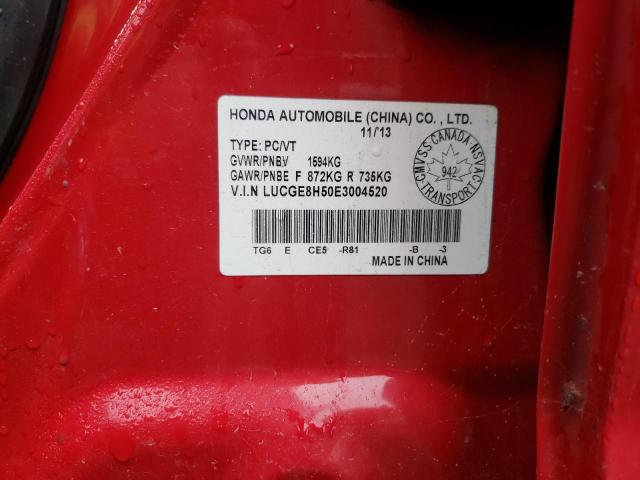 HONDA AUTOMOBILE (CHINA) CO., LTD.
11/13
TYPE: PC/VT
GVWR/PNBV 1594KG
GAWR/PNBE F 872KG R 735KG
V.I.N LUCGE8H50E3004520
CMVSS-CANADA-NSVAC
942
TRANSPORT
TG6 E CE5 -R81 -B -3
MADE IN CHINA